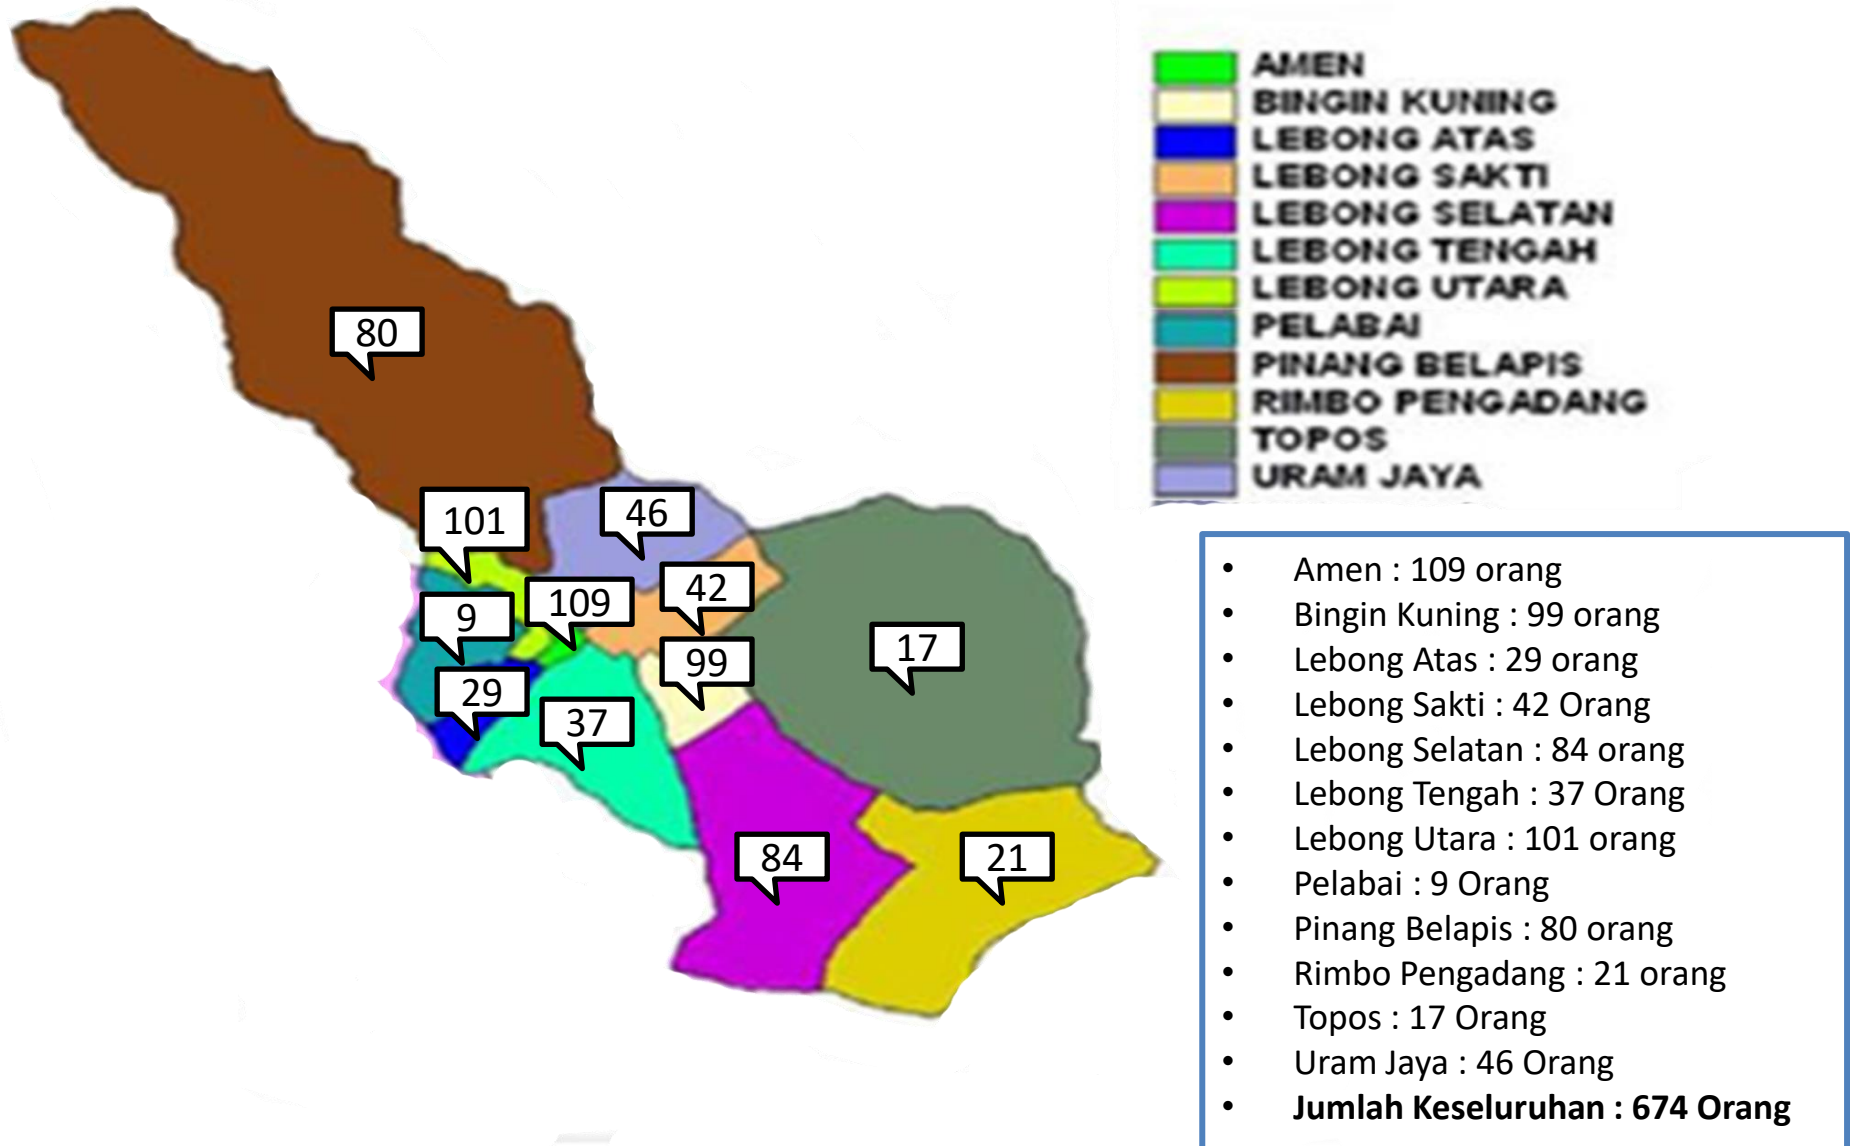 AMEN
BINGIN KUNING
LEBONG ATAS
LEBONG SAKTI
LEBONG SELATAN
LEBONG TENGAH
LEBONG UTARA
PELABAI
PINANG BELAPIS
RIMBO PENGADANG
TOPOS
URAM JAYA
80
101
46
42
109
9
99
17
29
37
84
21
• Amen : 109 orang
• Bingin Kuning : 99 orang
• Lebong Atas : 29 orang
• Lebong Sakti : 42 Orang
• Lebong Selatan : 84 orang
• Lebong Tengah : 37 Orang
• Lebong Utara : 101 orang
• Pelabai : 9 Orang
• Pinang Belapis : 80 orang
• Rimbo Pengadang : 21 orang
• Topos : 17 Orang
• Uram Jaya : 46 Orang
• Jumlah Keseluruhan : 674 Orang